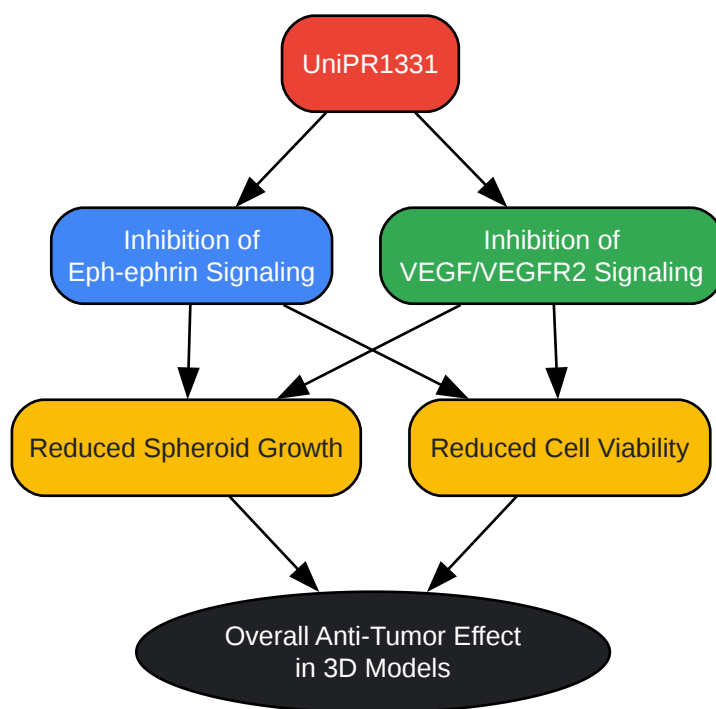 UniPR1331
Inhibition of
Eph-ephrin Signaling
Inhibition of
VEGF/VEGFR2 Signaling
Reduced Spheroid Growth
Reduced Cell Viability
Overall Anti-Tumor Effect
in 3D Models